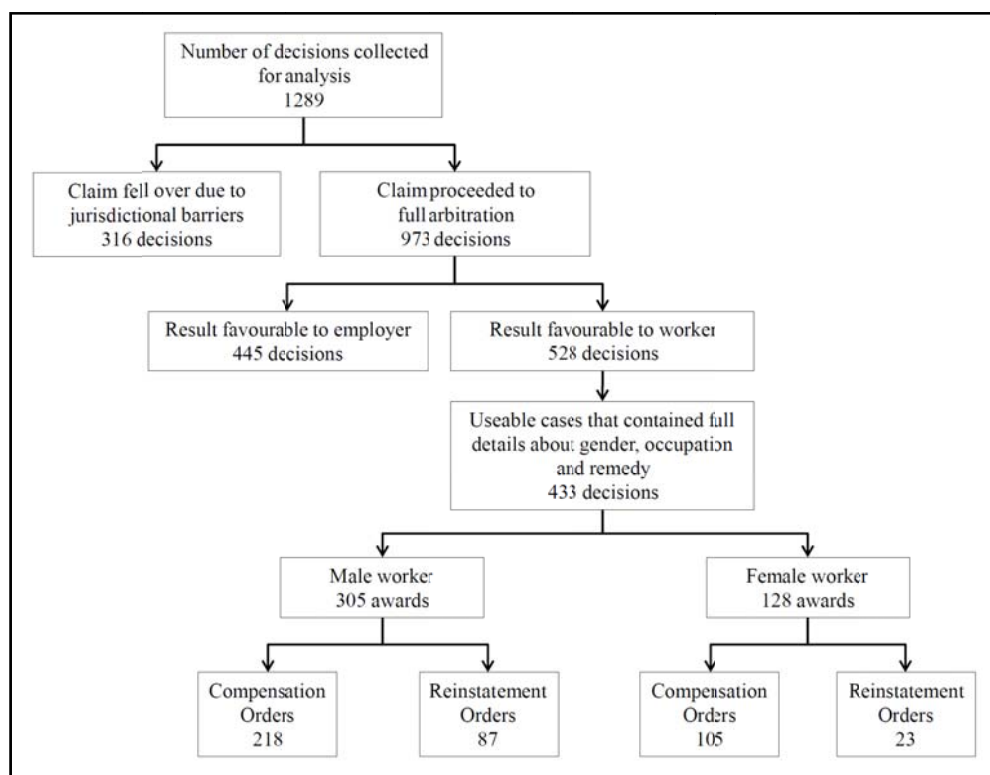 Number of decisions collected
for analysis
1289
Claim fell over due to
jurisdictional barriers
316 decisions
Claim proceeded to
full arbitration
973 decisions
Result favourable to employer
445 decisions
Result favourable to worker
528 decisions
Useable cases that contained full
details about gender, occupation
and remedy
433 decisions
Male worker
305 awards
Female worker
128 awards
Compensation
Orders
218
Reinstatement
Orders
87
Compensation
Orders
105
Reinstatement
Orders
23